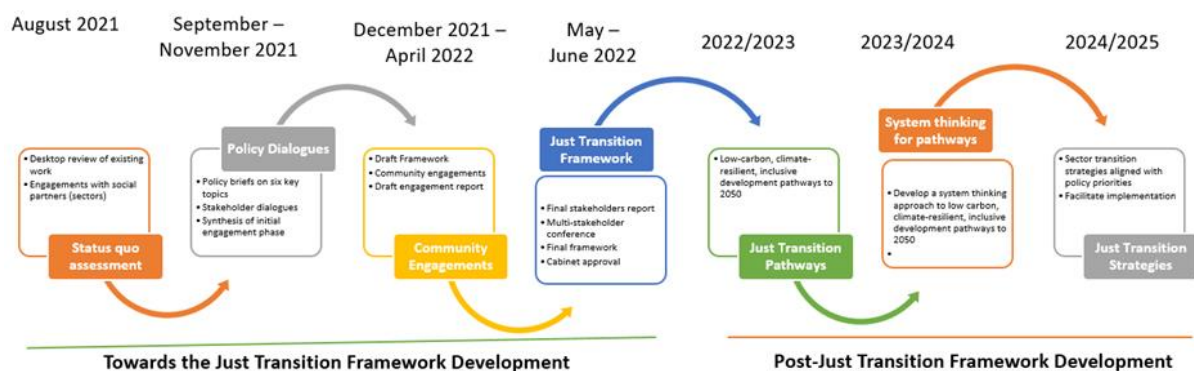 August 2021
September –
November 2021
December 2021 –
April 2022
May –
June 2022
2022/2023
2023/2024
2024/2025
• Desktop review of existing
work
• Engagements with social
partners (sectors)
Status quo
assessment
Policy Dialogues
• Policy briefs on six key
topics
• Stakeholder dialogues
• Synthesis of initial
engagement phase
• Draft Framework
• Community engagements
• Draft engagement report
Community
Engagements
Just Transition
Framework
• Final stakeholders report
• Multi-stakeholder
conference
• Final framework
• Cabinet approval
• Low-carbon, climate-
resilient, inclusive
development pathways to
2050
Just Transition
Pathways
System thinking
for pathways
• Develop a system thinking
approach to low carbon,
climate-resilient, inclusive
development pathways to
2050
•
• Sector transition
strategies aligned with
policy priorities
• Facilitate implementation
Just Transition
Strategies
Towards the Just Transition Framework Development
Post-Just Transition Framework Development